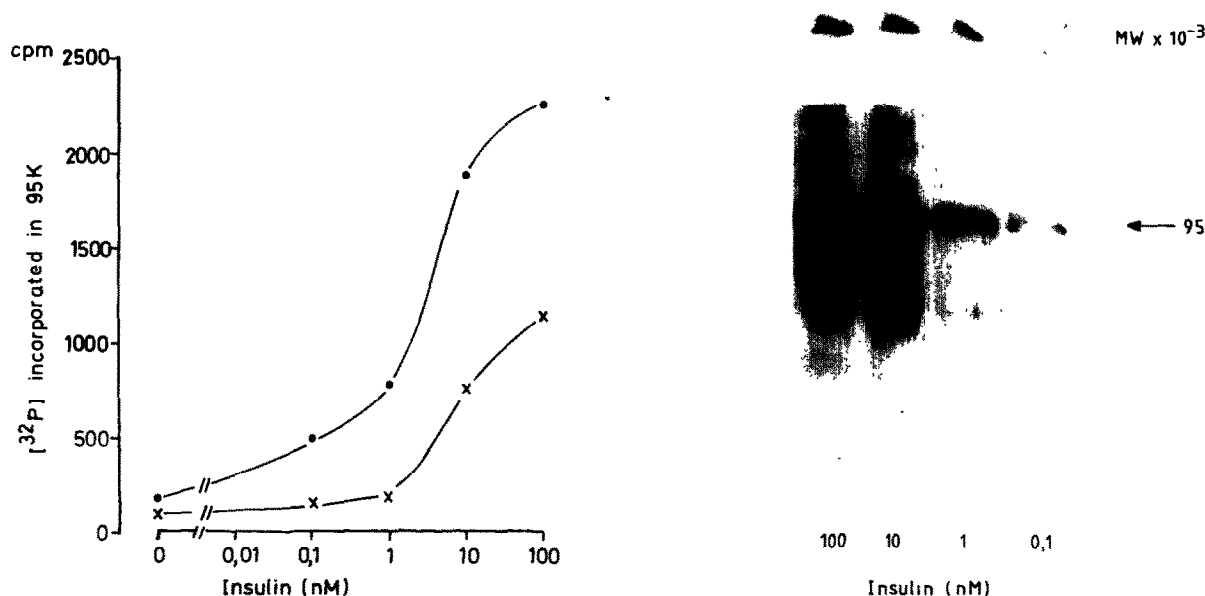 cpm
2500
2000
1500
1000
500
0
[³²P] incorporated in 95K
0 0,01 0,1 1 10 100
Insulin (nM)
MW x 10⁻³
95
100 10 1 0,1
Insulin (nM)